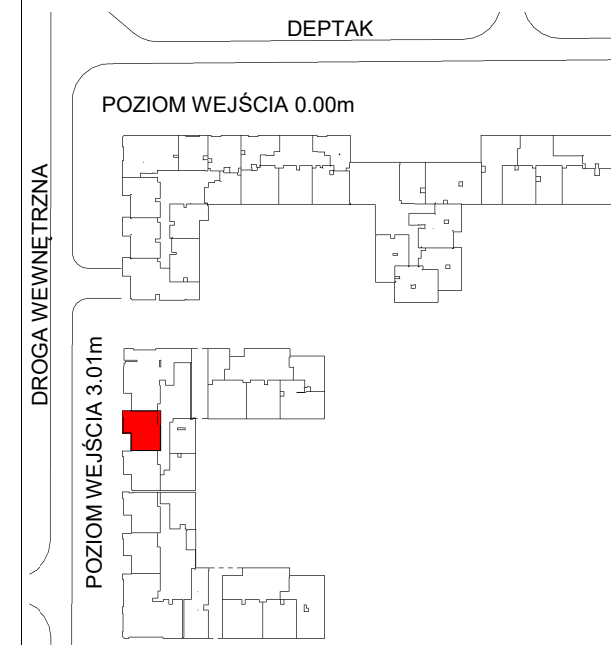 DEPTAK
POZIOM WEJŚCIA 0.00m
DROGA WEWNĘTRZNA
POZIOM WEJŚCIA 3.01m